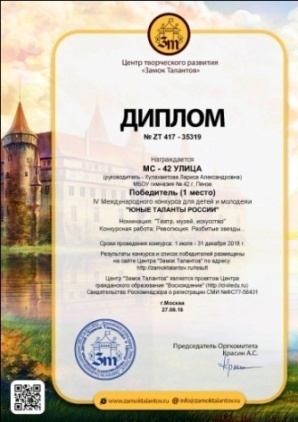 Зт
Центр творческого развития
«Замок Талантов»
ДИПЛОМ
№ ZT 417 - 35319
Награждается
МС - 42 УЛИЦА
(руководитель - Кулахметова Лариса Александровна)
МБОУ гимназия № 42 г. Пенза
Победитель (1 место)
IV Международного конкурса для детей и молодежи
"ЮНЫЕ ТАЛАНТЫ РОССИИ"
Номинация: "Театр, музей, искусство"
Конкурсная работа: Революция. Разбитые звезды...
Сроки проведения конкурса: 1 июля - 31 декабря 2018 г.
Результаты конкурса и список победителей размещены
на сайте Центра "Замок Талантов" по адресу
http://zamoktalantov.ru/result/
Центр "Замок Талантов" является проектом Центра
гражданского образования "Восхождение" (http://civiledu.ru)
Свидетельство Роскомнадзора о регистрации СМИ
г.Москва
27.08.18
Председатель Оргкомитета
Красин А.С.
Зт
www.zamoktalantov.ru
info@zamoktalantov.ru